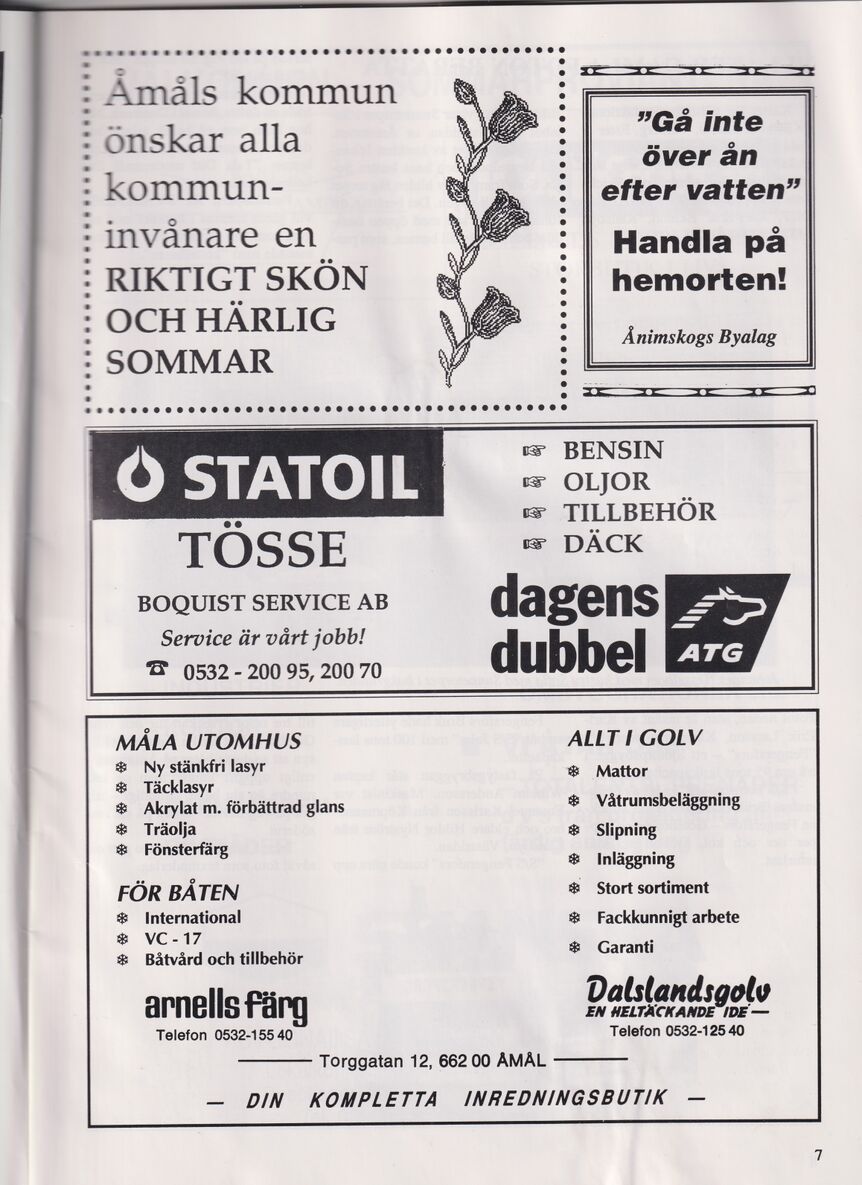 Åmåls kommun
önskar alla
kommun-
invånare en
RIKTIGT SKÖN
OCH HÄRLIG
SOMMAR
"Gå inte
över ån
efter vatten"
Handla på
hemorten!
Ånimskogs Byalag
STATOIL
TÖSSE
BOQUIST SERVICE AB
Service är vårt jobb!
☎ 0532 - 200 95, 200 70
☞ BENSIN
☞ OLJOR
☞ TILLBEHÖR
☞ DÄCK
dagens
dubbel
ATG
MÅLA UTOMHUS
❄ Ny stänkfri lasyr
❄ Täcklasyr
❄ Akrylat m. förbättrad glans
❄ Träolja
❄ Fönsterfärg
FÖR BÅTEN
❄ International
❄ VC - 17
❄ Båtvård och tillbehör
arnells färg
Telefon 0532-155 40
ALLT I GOLV
❄ Mattor
❄ Våtrumsbeläggning
❄ Slipning
❄ Inläggning
❄ Stort sortiment
❄ Fackkunnigt arbete
❄ Garanti
Dalslandsgolv
EN HELTÄCKANDE IDE —
Telefon 0532-125 40
Torggatan 12, 662 00 ÅMÅL
— DIN KOMPLETTA INREDNINGSBUTIK —
7